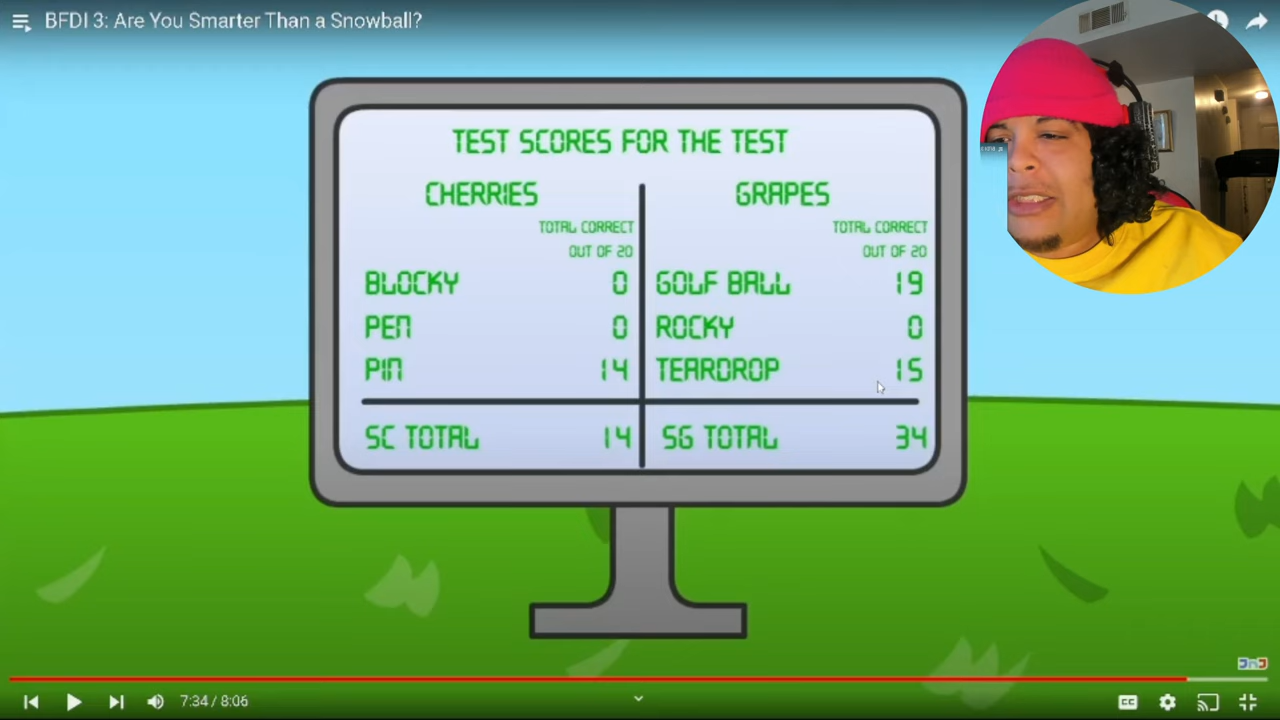 BFDI 3: Are You Smarter Than a Snowball?
TEST SCORES FOR THE TEST
CHERRIES
TOTAL CORRECT
OUT OF 20
BLOCKY 0
PEN 0
PIN 14
SC TOTAL 14
GRAPES
TOTAL CORRECT
OUT OF 20
GOLF BALL 19
ROCKY 0
TEARDROP 15
SG TOTAL 34
7:34 / 8:06
CC